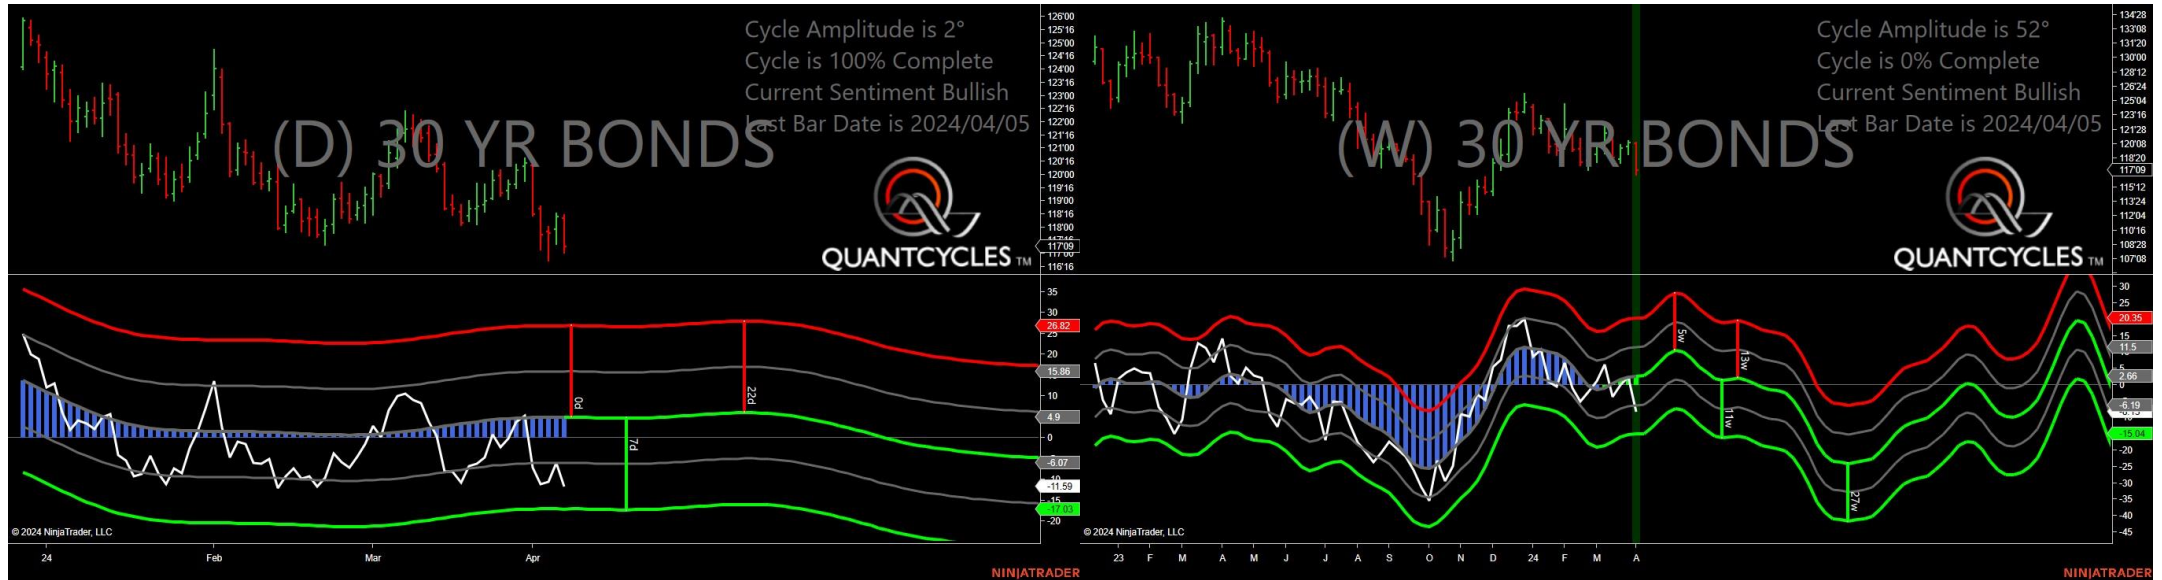 Cycle Amplitude is 2°
Cycle is 100% Complete
Current Sentiment Bullish
Last Bar Date is 2024/04/05
(D) 30 YR BONDS
QUANTCYCLES TM
126'00
125'16
125'00
124'16
124'00
123'16
123'00
122'16
122'00
121'16
121'00
120'16
120'00
119'16
119'00
118'16
118'00
117'09
116'16
35
30
26.82
20
15.86
10
4.9
0
-6.07
-11.59
-15
-17.03
-20
0d
7d
22d
© 2024 NinjaTrader, LLC
24
Feb
Mar
Apr
NINJATRADER
Cycle Amplitude is 52°
Cycle is 0% Complete
Current Sentiment Bullish
Last Bar Date is 2024/04/05
(W) 30 YR BONDS
QUANTCYCLES TM
134'28
133'08
131'20
130'00
128'12
126'24
125'04
123'16
121'28
120'08
118'20
117'09
115'12
113'24
112'04
110'16
108'28
107'08
30
25
20.35
15
11.5
5
2.66
0
-6.19
-15.04
-20
-25
-30
-35
-40
-45
5w
13w
11w
27w
© 2024 NinjaTrader, LLC
23
F
M
A
M
J
J
A
S
O
N
D
24
F
M
A
NINJATRADER